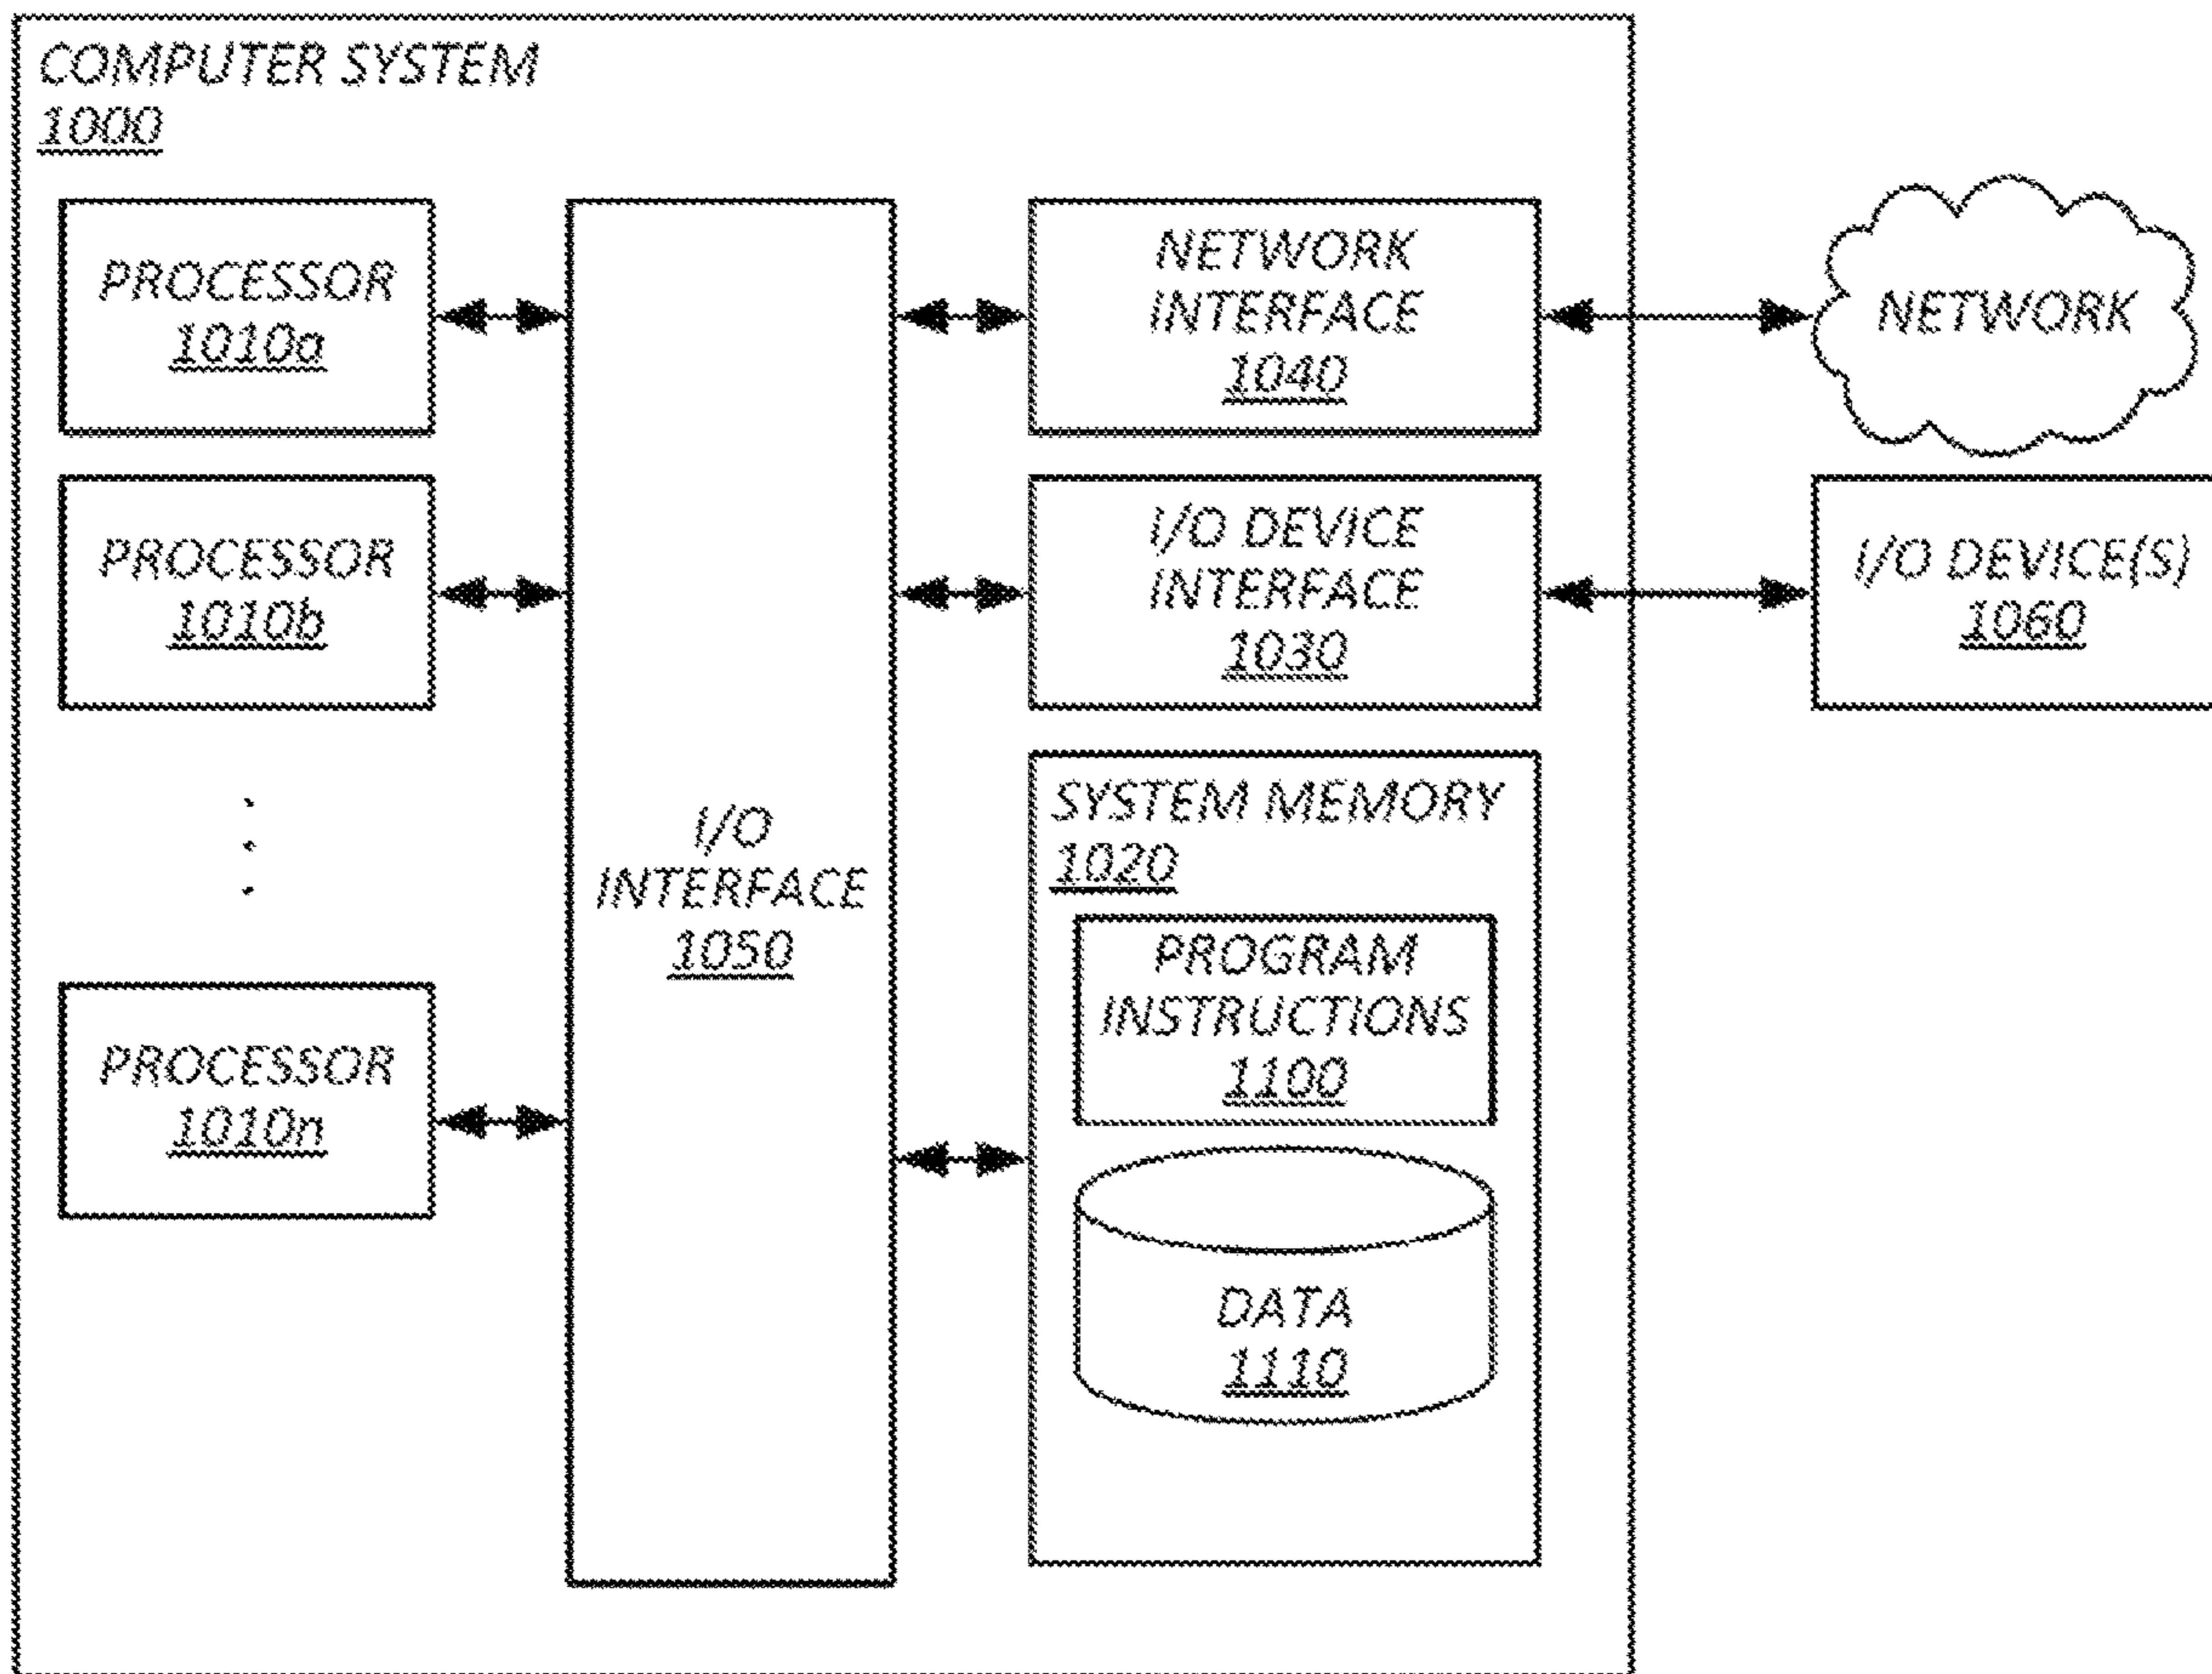 COMPUTER SYSTEM
1000
PROCESSOR
1010a
PROCESSOR
1010b
PROCESSOR
1010n
I/O
INTERFACE
1050
NETWORK
INTERFACE
1040
I/O DEVICE
INTERFACE
1030
SYSTEM MEMORY
1020
PROGRAM
INSTRUCTIONS
1100
DATA
1110
NETWORK
I/O DEVICE(S)
1060